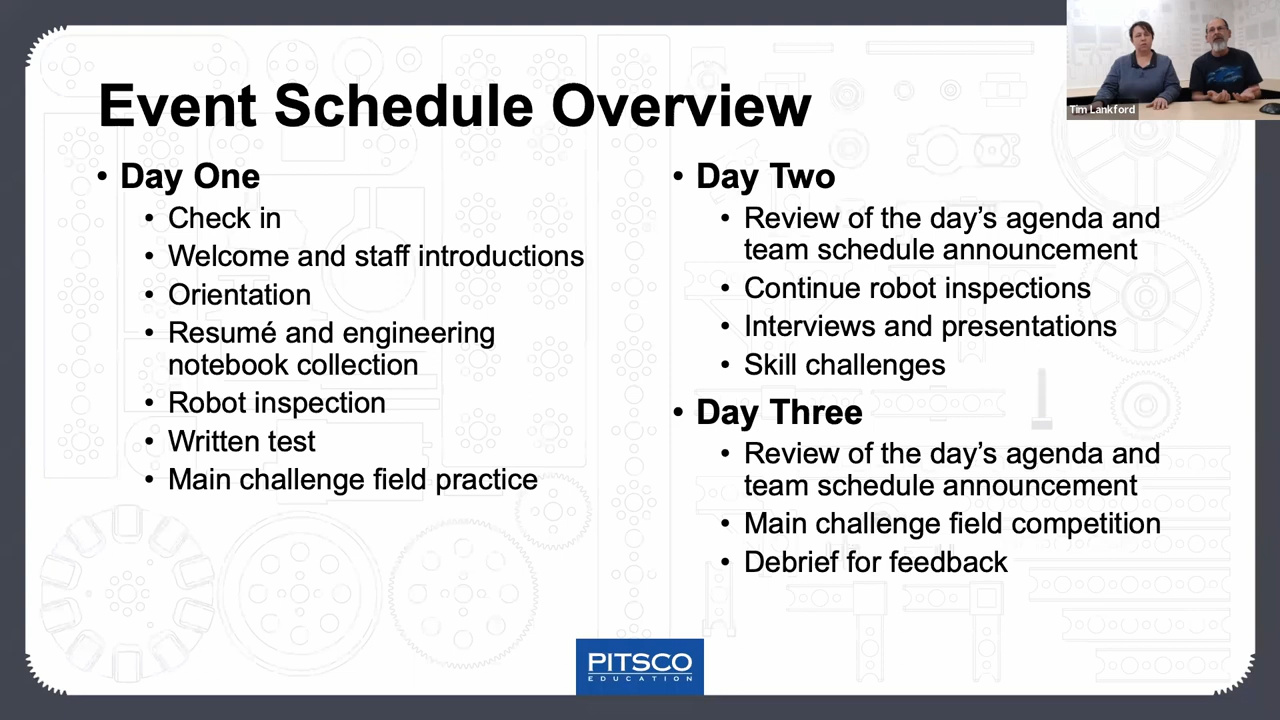 Event Schedule Overview
• Day One
• Check in
• Welcome and staff introductions
• Orientation
• Resumé and engineering
notebook collection
• Robot inspection
• Written test
• Main challenge field practice
• Day Two
• Review of the day’s agenda and
team schedule announcement
• Continue robot inspections
• Interviews and presentations
• Skill challenges
• Day Three
• Review of the day’s agenda and
team schedule announcement
• Main challenge field competition
• Debrief for feedback
Tim Lankford
PITSCO
EDUCATION